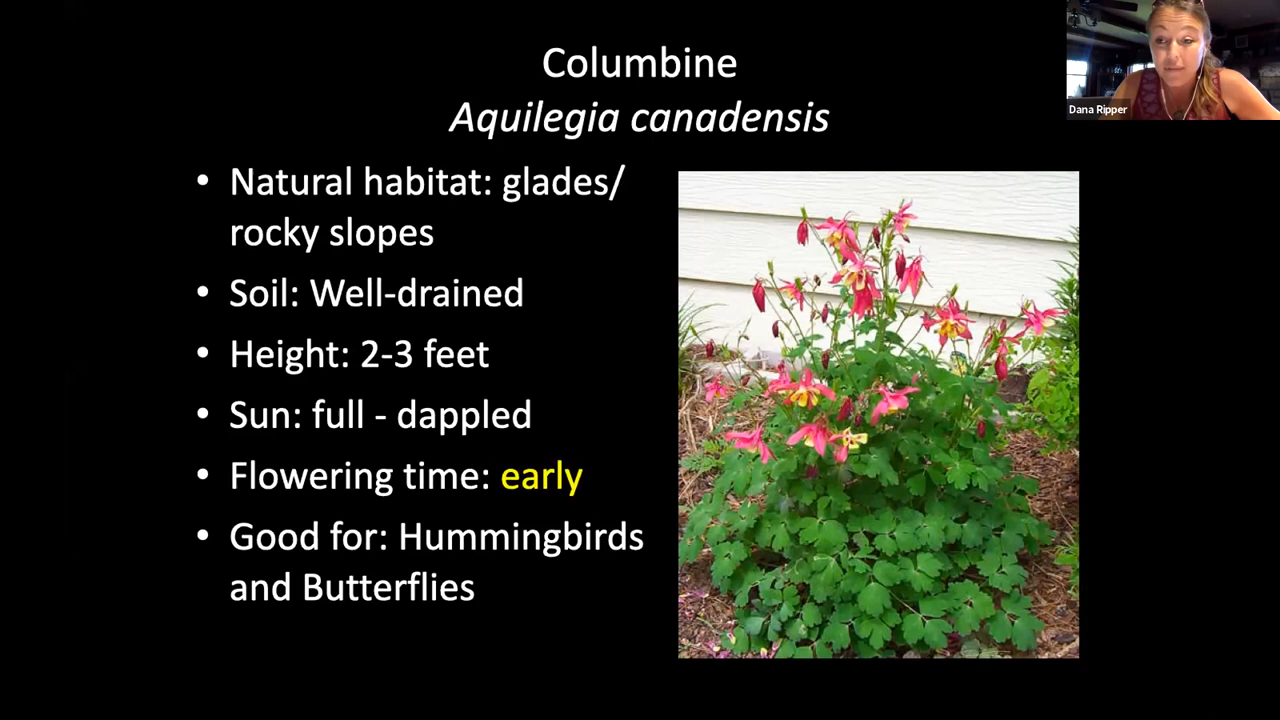 Columbine
Aquilegia canadensis
Dana Ripper
• Natural habitat: glades/
rocky slopes
• Soil: Well-drained
• Height: 2-3 feet
• Sun: full - dappled
• Flowering time: early
• Good for: Hummingbirds
and Butterflies